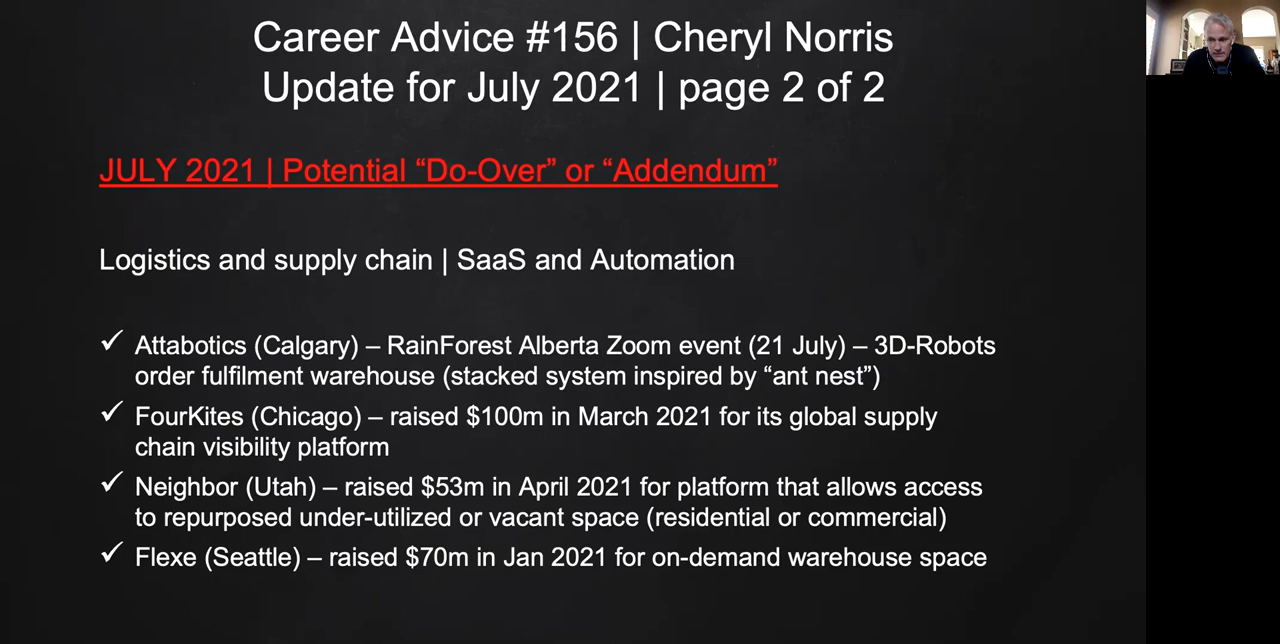 Career Advice #156 | Cheryl Norris
Update for July 2021 | page 2 of 2
JULY 2021 | Potential “Do-Over” or “Addendum”
Logistics and supply chain | SaaS and Automation
✓ Attabotics (Calgary) – RainForest Alberta Zoom event (21 July) – 3D-Robots
order fulfilment warehouse (stacked system inspired by “ant nest”)
✓ FourKites (Chicago) – raised $100m in March 2021 for its global supply
chain visibility platform
✓ Neighbor (Utah) – raised $53m in April 2021 for platform that allows access
to repurposed under-utilized or vacant space (residential or commercial)
✓ Flexe (Seattle) – raised $70m in Jan 2021 for on-demand warehouse space